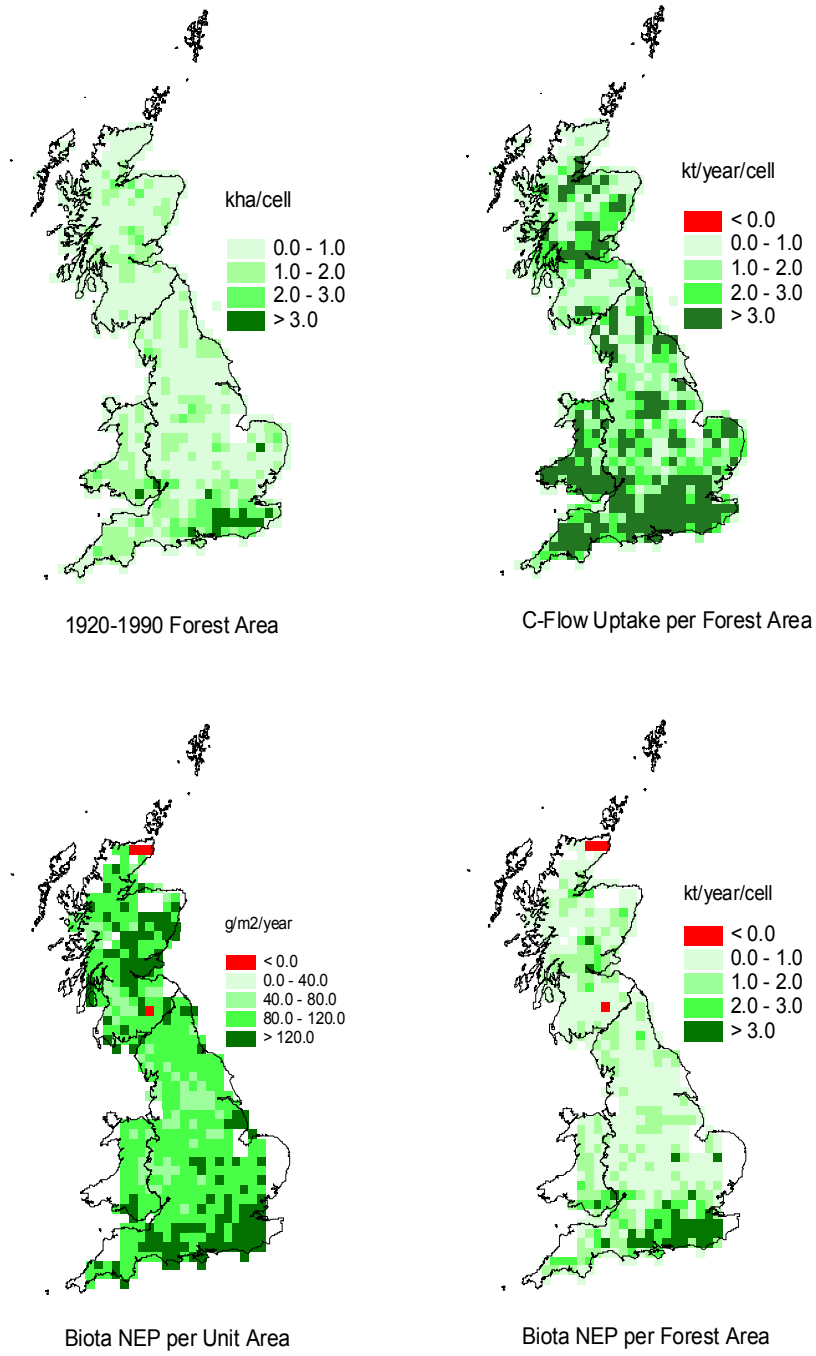 kha/cell
0.0 - 1.0
1.0 - 2.0
2.0 - 3.0
> 3.0
1920-1990 Forest Area
kt/year/cell
< 0.0
0.0 - 1.0
1.0 - 2.0
2.0 - 3.0
> 3.0
C-Flow Uptake per Forest Area
g/m2/year
< 0.0
0.0 - 40.0
40.0 - 80.0
80.0 - 120.0
> 120.0
Biota NEP per Unit Area
kt/year/cell
< 0.0
0.0 - 1.0
1.0 - 2.0
2.0 - 3.0
> 3.0
Biota NEP per Forest Area